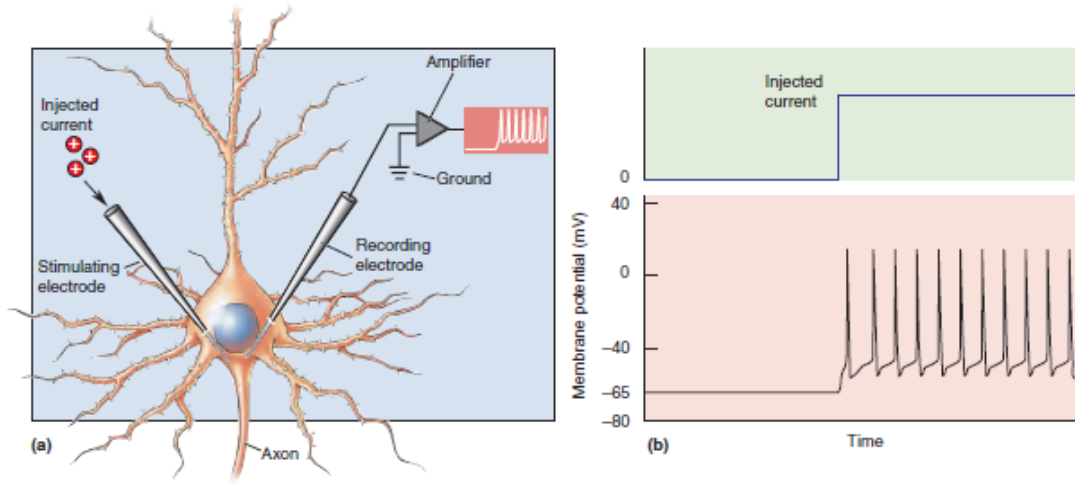 Amplifier
Injected
current
+
+
+
Ground
Recording
electrode
Stimulating
electrode
(a)
Axon
Injected
current
0
40
0
−40
−65
−80
Membrane potential (mV)
(b)
Time